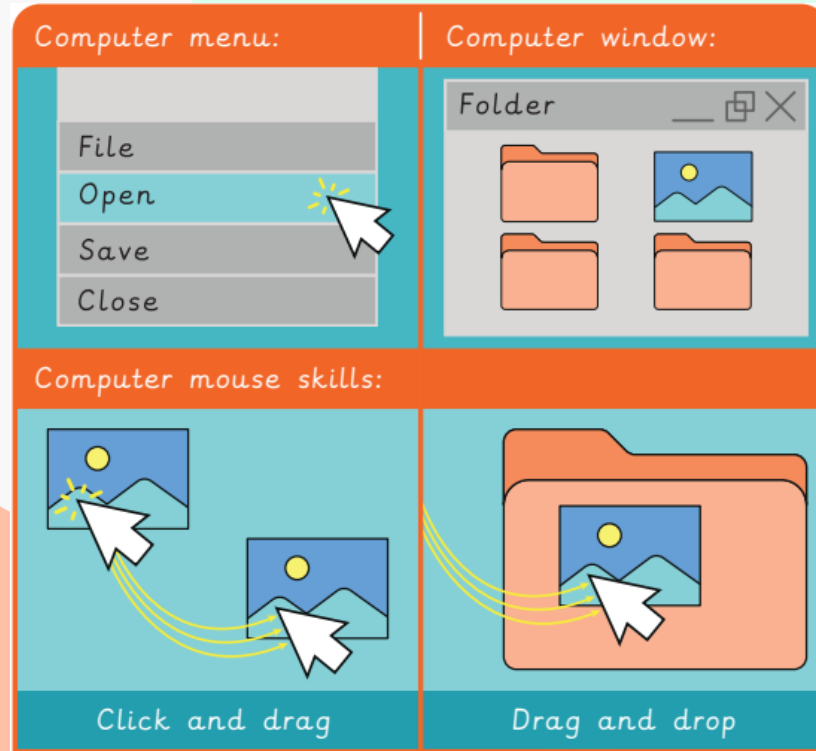 Computer menu:
Computer window:
File
Open
Save
Close
Folder
Computer mouse skills:
Click and drag
Drag and drop